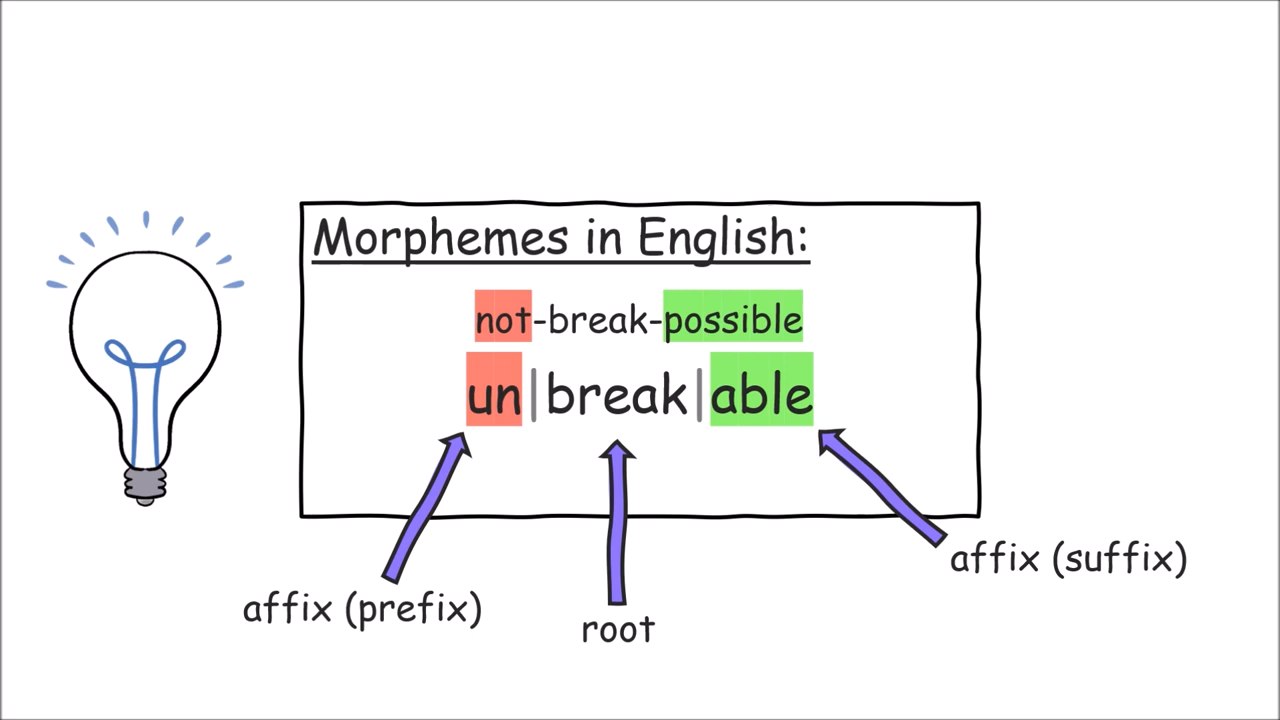 Morphemes in English:
not-break-possible
un|break|able
affix (prefix)
root
affix (suffix)